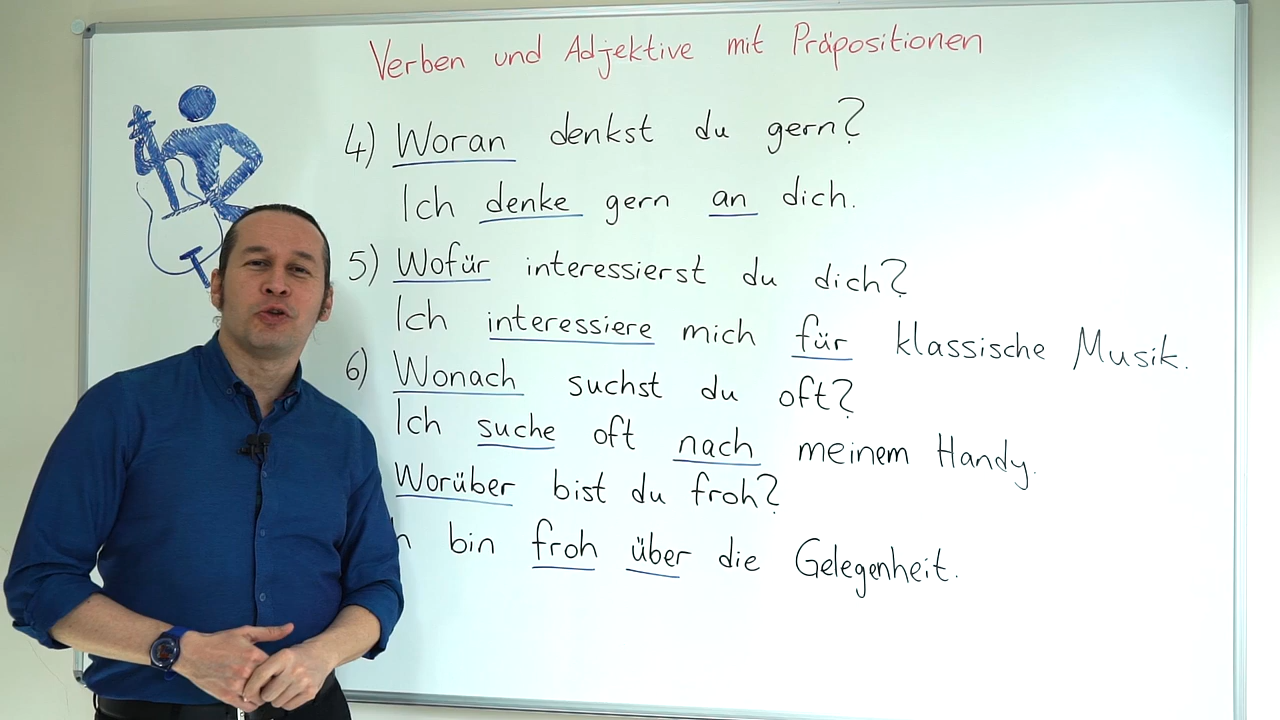 Verben und Adjektive mit Präpositionen
4) Woran denkst du gern?
Ich denke gern an dich.
5) Wofür interessierst du dich?
Ich interessiere mich für klassische Musik.
6) Wonach suchst du oft?
Ich suche oft nach meinem Handy.
Worüber bist du froh?
h bin froh über die Gelegenheit.